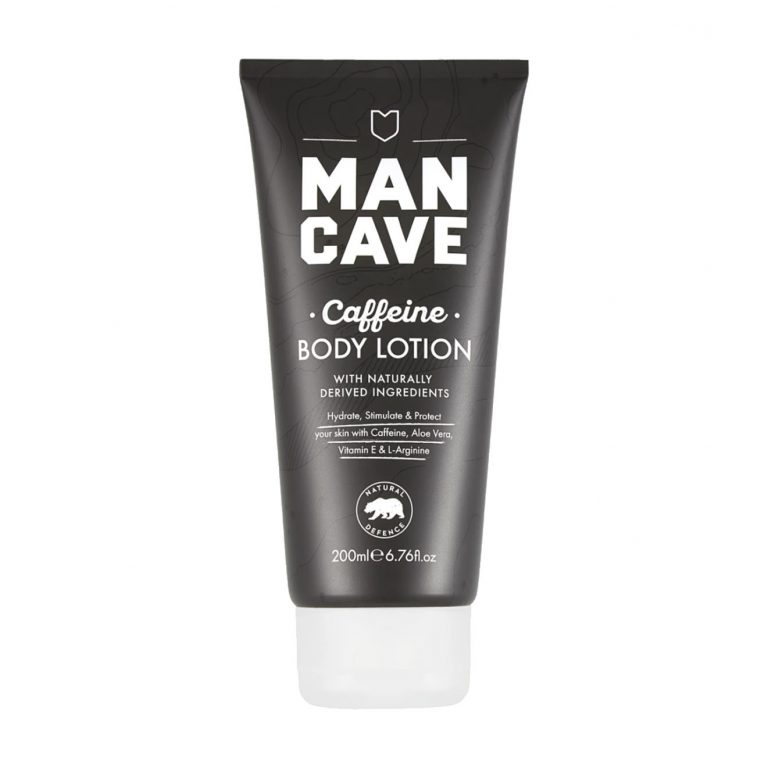 MAN
CAVE
• Caffeine •
BODY LOTION
WITH NATURALLY
DERIVED INGREDIENTS
Hydrate, Stimulate & Protect
your skin with Caffeine, Aloe Vera,
Vitamin E & L-Arginine
NATURAL
DEFENCE
200ml℮6.76fl.oz